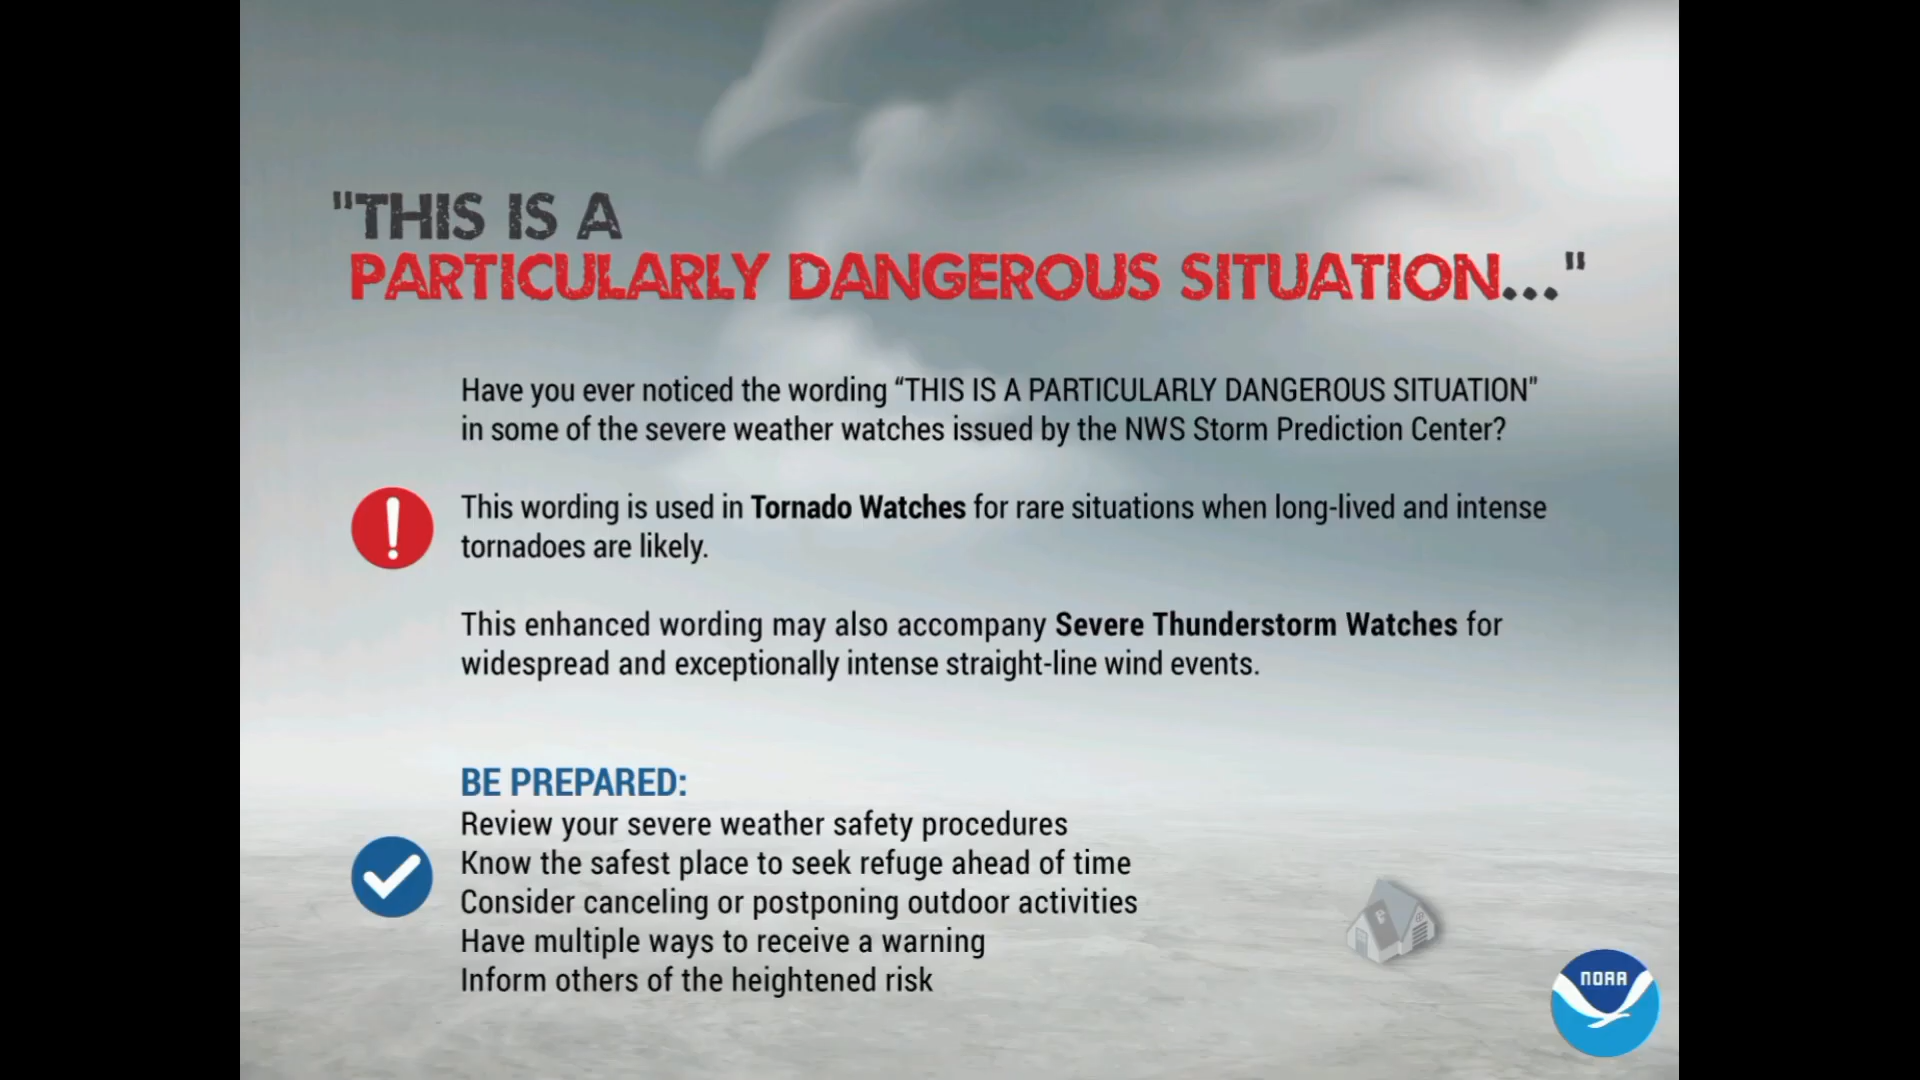 "THIS IS A
PARTICULARLY DANGEROUS SITUATION..."
Have you ever noticed the wording “THIS IS A PARTICULARLY DANGEROUS SITUATION”
in some of the severe weather watches issued by the NWS Storm Prediction Center?
This wording is used in Tornado Watches for rare situations when long-lived and intense
tornadoes are likely.
This enhanced wording may also accompany Severe Thunderstorm Watches for
widespread and exceptionally intense straight-line wind events.
BE PREPARED:
Review your severe weather safety procedures
Know the safest place to seek refuge ahead of time
Consider canceling or postponing outdoor activities
Have multiple ways to receive a warning
Inform others of the heightened risk
NOAA